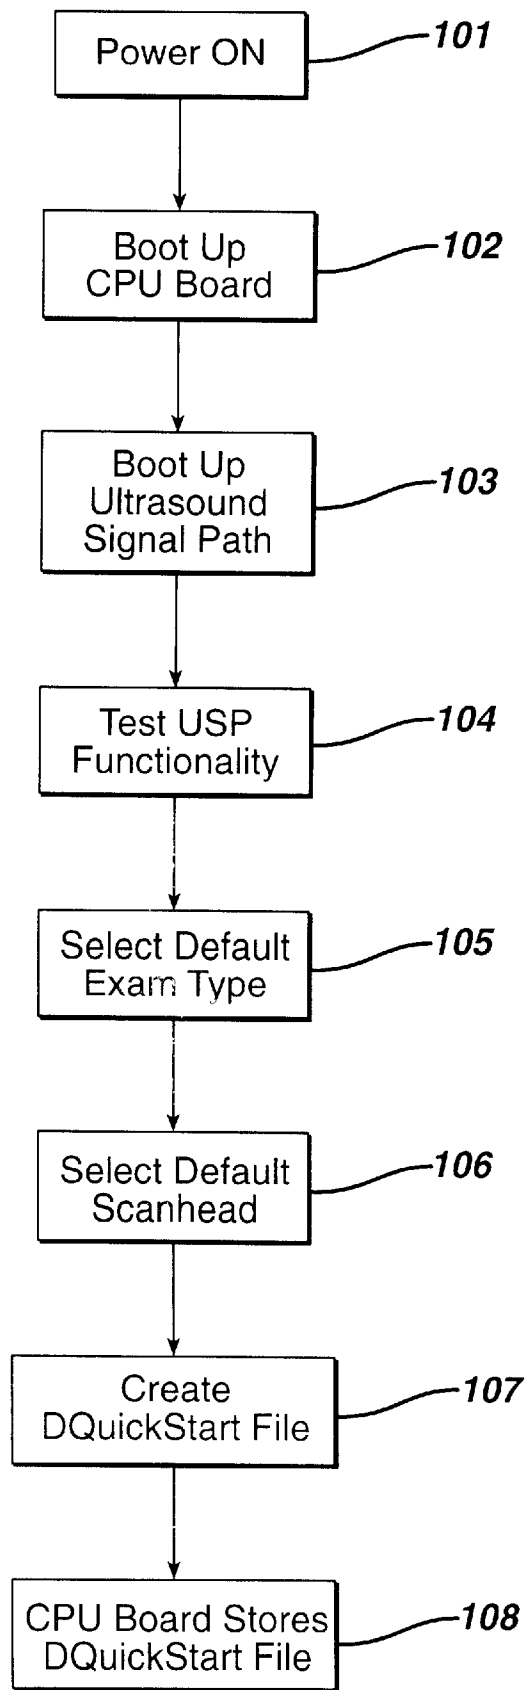 Power ON
101
Boot Up
CPU Board
102
Boot Up
Ultrasound
Signal Path
103
Test USP
Functionality
104
Select Default
Exam Type
105
Select Default
Scanhead
106
Create
DQuickStart File
107
CPU Board Stores
DQuickStart File
108